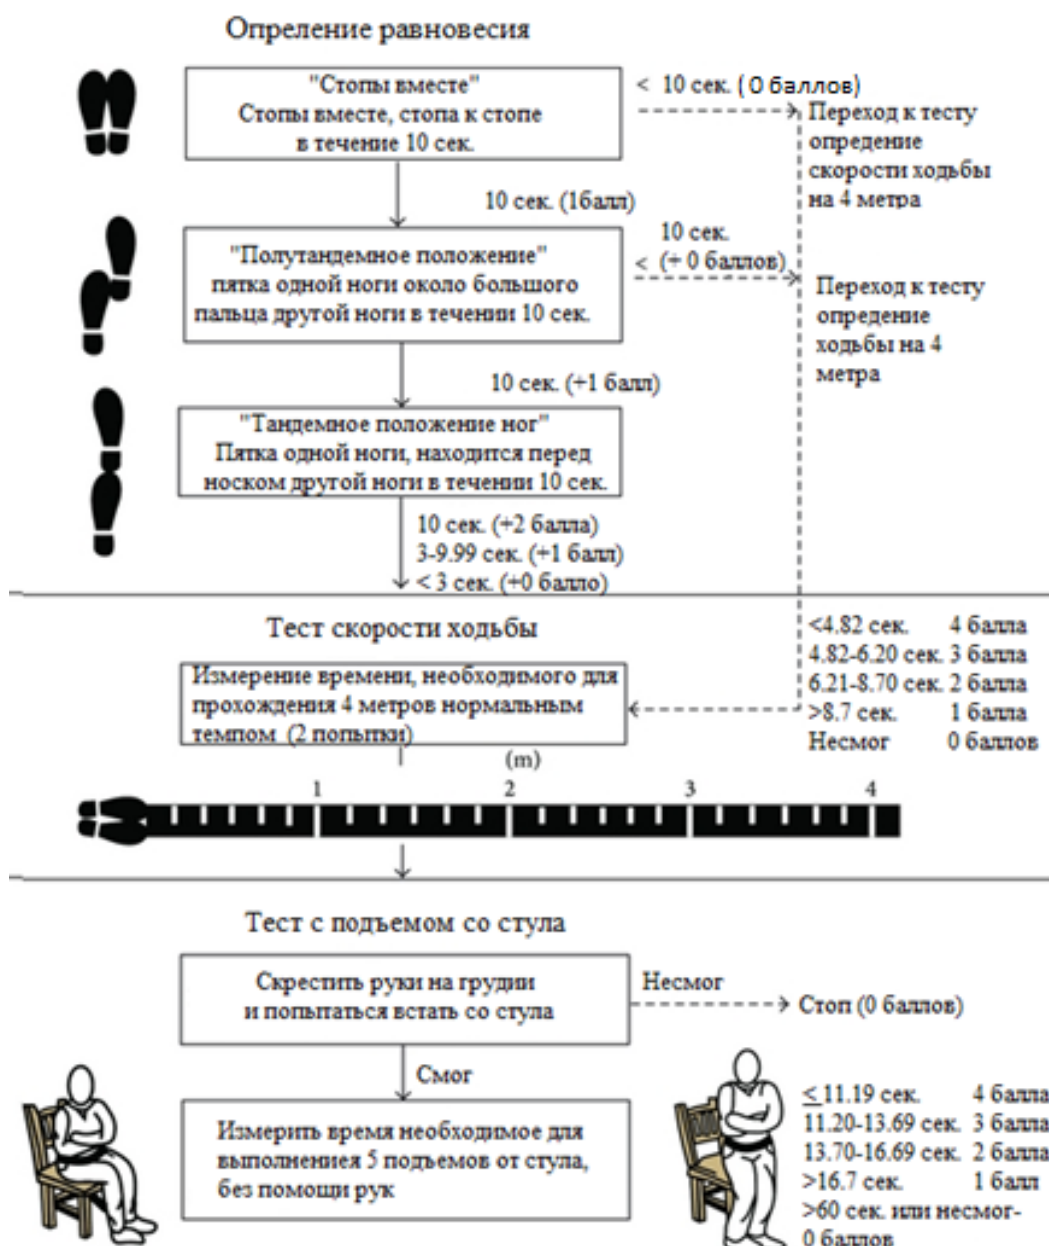 Опреление равновесия
"Стопы вместе"
Стопы вместе, стопа к стопе
в течение 10 сек.
< 10 сек. ( 0 баллов)
Переход к тесту
опредение
скорости ходьбы
на 4 метра
10 сек. (1балл)
"Полутандемное положение"
пятка одной ноги около большого
пальца другой ноги в течении 10 сек.
10 сек.
< (+ 0 баллов)
Переход к тесту
опредение
ходьбы на 4
метра
10 сек. (+1 балл)
"Тандемное положение ног"
Пятка одной ноги, находится перед
носком другой ноги в течении 10 сек.
10 сек. (+2 балла)
3-9.99 сек. (+1 балл)
< 3 сек. (+0 балло)
Тест скорости ходьбы
Измерение времени, необходимого для
прохождения 4 метров нормальным
темпом (2 попытки)
<4.82 сек. 4 балла
4.82-6.20 сек. 3 балла
6.21-8.70 сек. 2 балла
>8.7 сек. 1 балла
Несмог 0 баллов
(m)
1 2 3 4
Тест с подъемом со стула
Скрестить руки на грудии
и попытаться встать со стула
Несмог
Стоп (0 баллов)
Смог
Измерить время необходимое для
выполнениея 5 подъемов от стула,
без помощи рук
≤ 11.19 сек. 4 балла
11.20-13.69 сек. 3 балла
13.70-16.69 сек. 2 балла
>16.7 сек. 1 балл
>60 сек. или несмог-
0 баллов